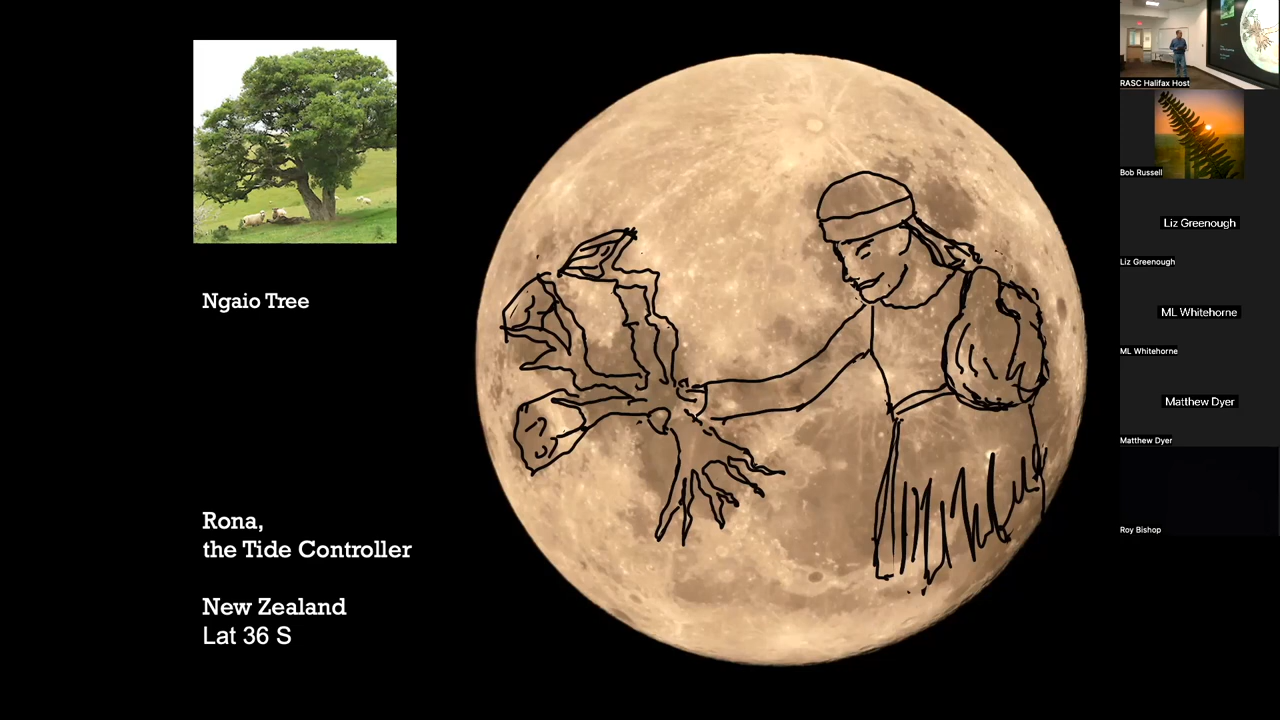 Ngaio Tree
Rona,
the Tide Controller
New Zealand
Lat 36 S
RASC Halifax Host
Bob Russell
Liz Greenough
Liz Greenough
ML Whitehorne
ML Whitehorne
Matthew Dyer
Matthew Dyer
Roy Bishop